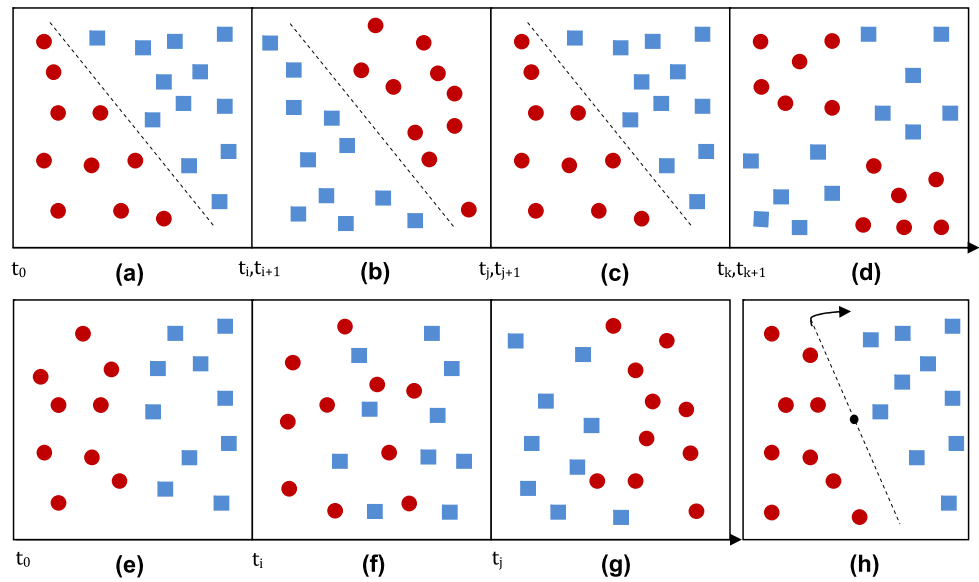 t0 (a) ti,ti+1 (b) tj,tj+1 (c) tk,tk+1 (d)
t0 (e) ti (f) tj (g) (h)